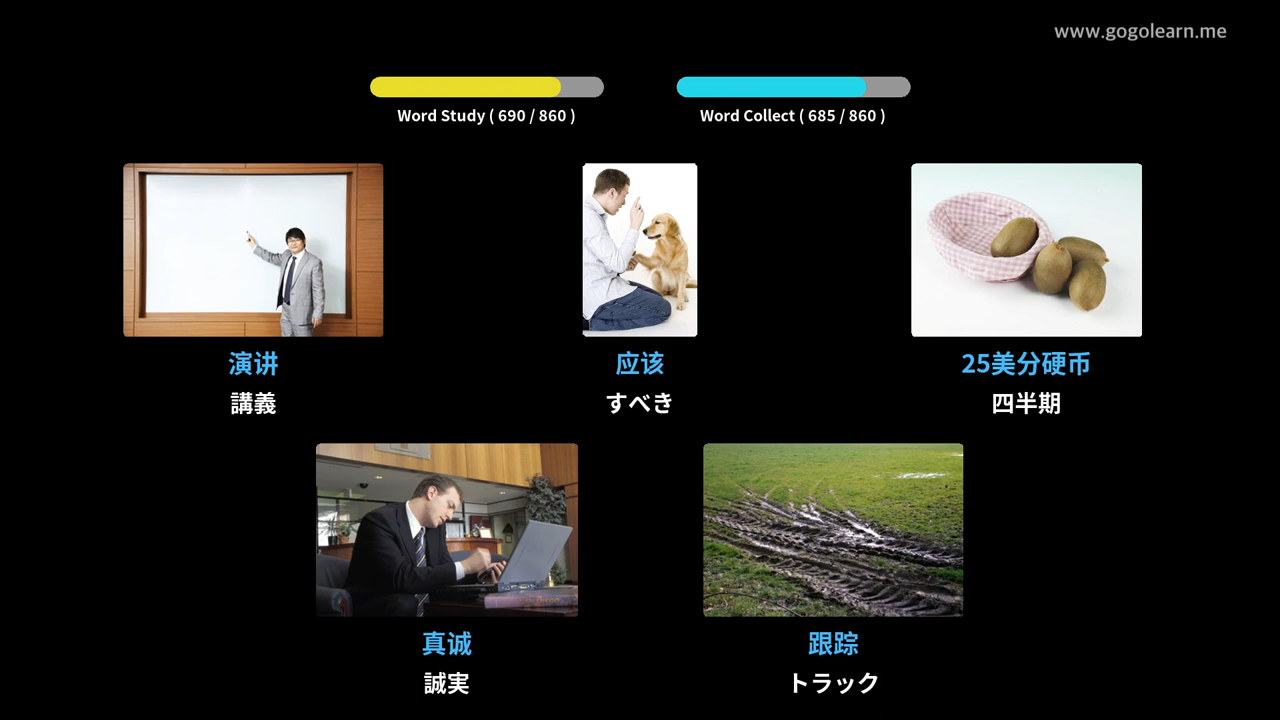 www.gogolearn.me
Word Study ( 690 / 860 )
Word Collect ( 685 / 860 )
演讲
講義
应该
すべき
25美分硬币
四半期
真诚
誠実
跟踪
トラック